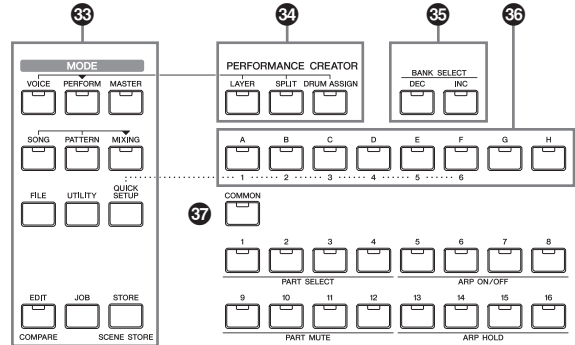 33 34 35 36
MODE
PERFORMANCE CREATOR
BANK SELECT
VOICE PERFORM MASTER
LAYER SPLIT DRUM ASSIGN
DEC INC
SONG PATTERN MIXING
A B C D E F G H
1 2 3 4 5 6
FILE UTILITY QUICK SETUP
COMMON
37
1 2 3 4 5 6 7 8
PART SELECT
ARP ON/OFF
EDIT JOB STORE
9 10 11 12 13 14 15 16
COMPARE
SCENE STORE
PART MUTE
ARP HOLD